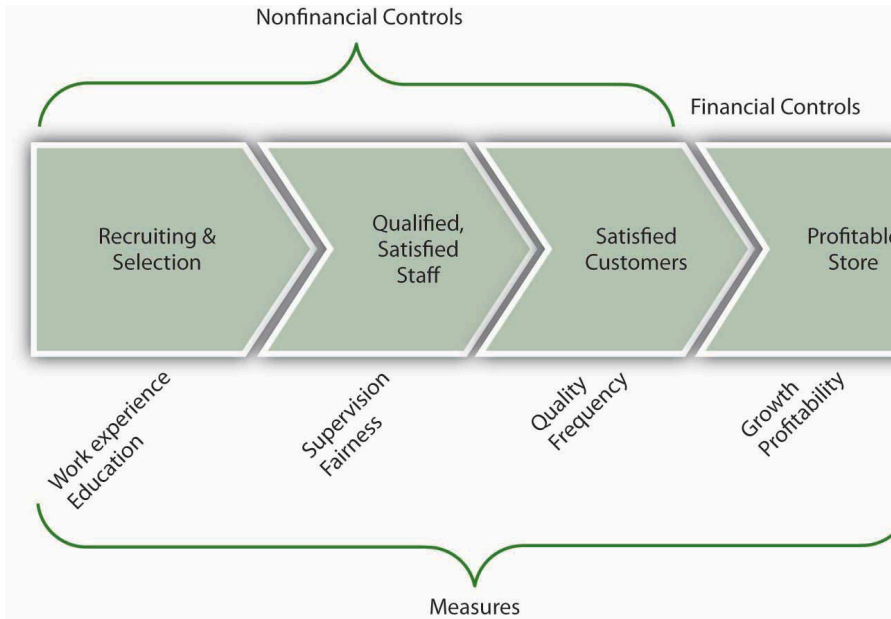 Nonfinancial Controls
Financial Controls
Recruiting &
Selection
Qualified,
Satisfied
Staff
Satisfied
Customers
Profitable
Store
Work experience
Education
Supervision
Fairness
Quality
Frequency
Growth
Profitability
Measures